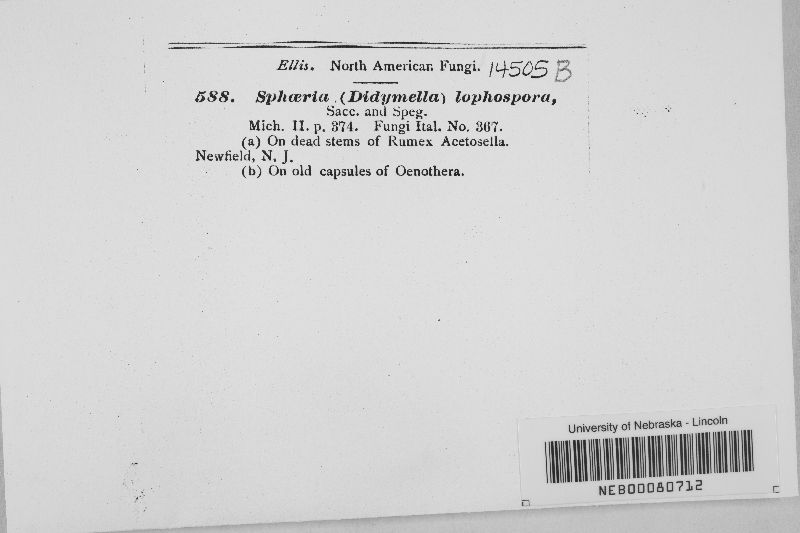 Ellis. North American Fungi. 14505 B
588. Sphæria (Didymella) lophospora,
Sacc. and Speg.
Mich. II. p. 374. Fungi Ital. No. 367.
(a) On dead stems of Rumex Acetosella.
Newfield, N. J.
(b) On old capsules of Oenothera.
University of Nebraska - Lincoln
NEB00080712